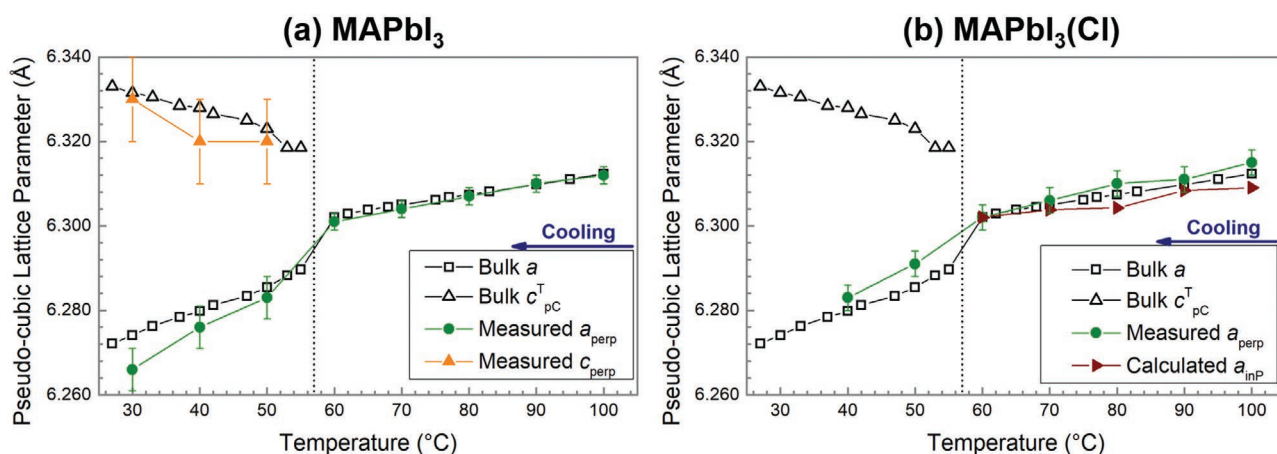 (a) MAPbI₃
Pseudo-cubic Lattice Parameter (Å)
6.340
6.320
6.300
6.280
6.260
Cooling
Bulk a
Bulk cᵀpC
Measured aperp
Measured cperp
30 40 50 60 70 80 90 100
Temperature (°C)
(b) MAPbI₃(Cl)
Pseudo-cubic Lattice Parameter (Å)
6.340
6.320
6.300
6.280
6.260
Cooling
Bulk a
Bulk cᵀpC
Measured aperp
Calculated ainP
30 40 50 60 70 80 90 100
Temperature (°C)